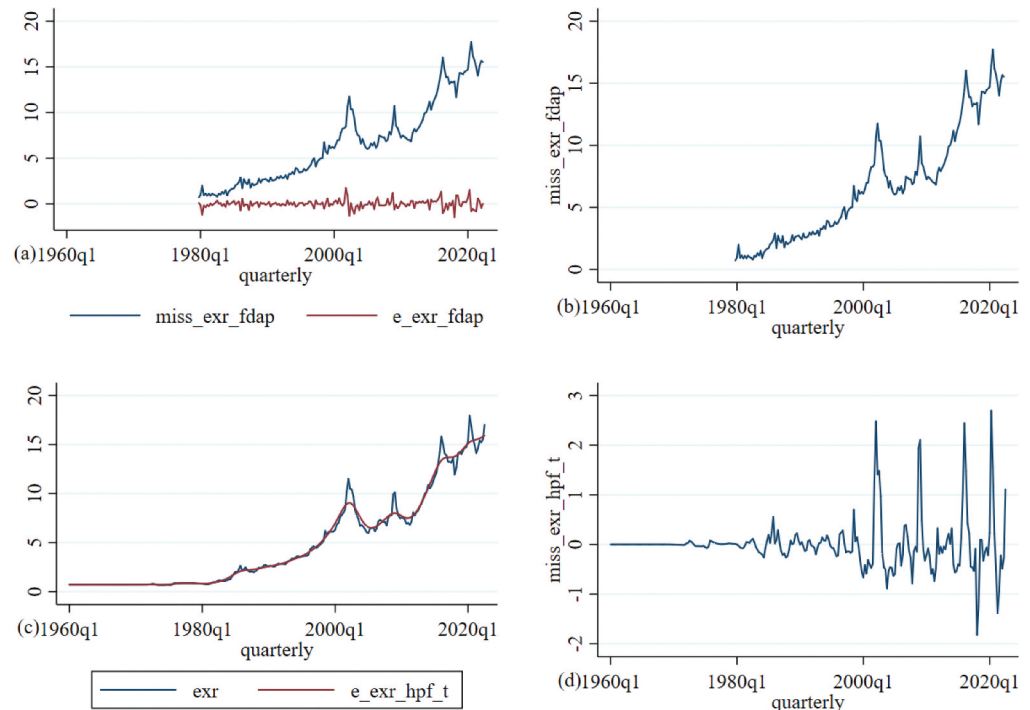 20
15
10
5
0
(a)1960q1 1980q1 2000q1 2020q1
quarterly
miss_exr_fdap e_exr_fdap
miss_exr_fdap
20
15
10
5
0
(b)1960q1 1980q1 2000q1 2020q1
quarterly
20
15
10
5
0
(c)1960q1 1980q1 2000q1 2020q1
quarterly
exr e_exr_hpf_t
miss_exr_hpf_t
3
2
1
0
-1
-2
(d)1960q1 1980q1 2000q1 2020q1
quarterly